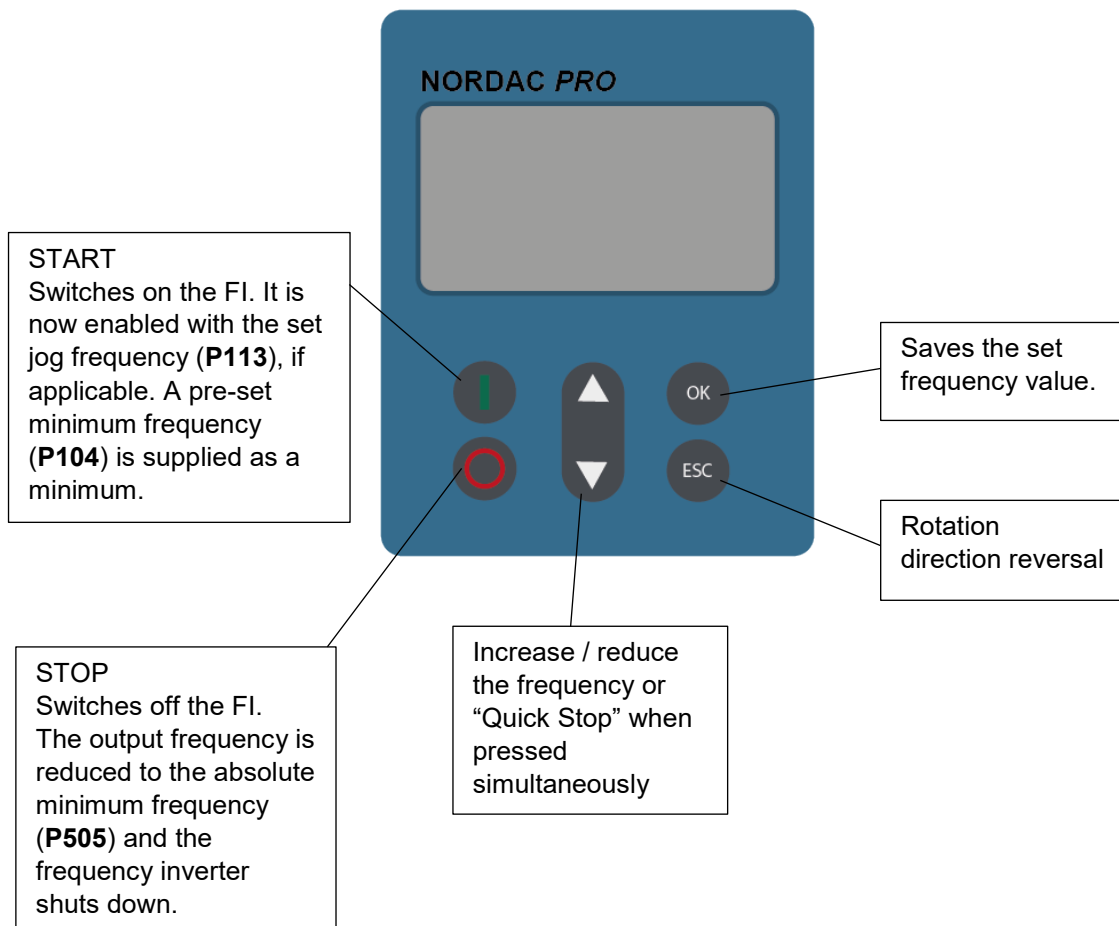 NORDAC PRO
START
Switches on the FI. It is
now enabled with the set
jog frequency (P113), if
applicable. A pre-set
minimum frequency
(P104) is supplied as a
minimum.
OK
Saves the set
frequency value.
ESC
Rotation
direction reversal
STOP
Switches off the FI.
The output frequency is
reduced to the absolute
minimum frequency
(P505) and the
frequency inverter
shuts down.
Increase / reduce
the frequency or
“Quick Stop” when
pressed
simultaneously